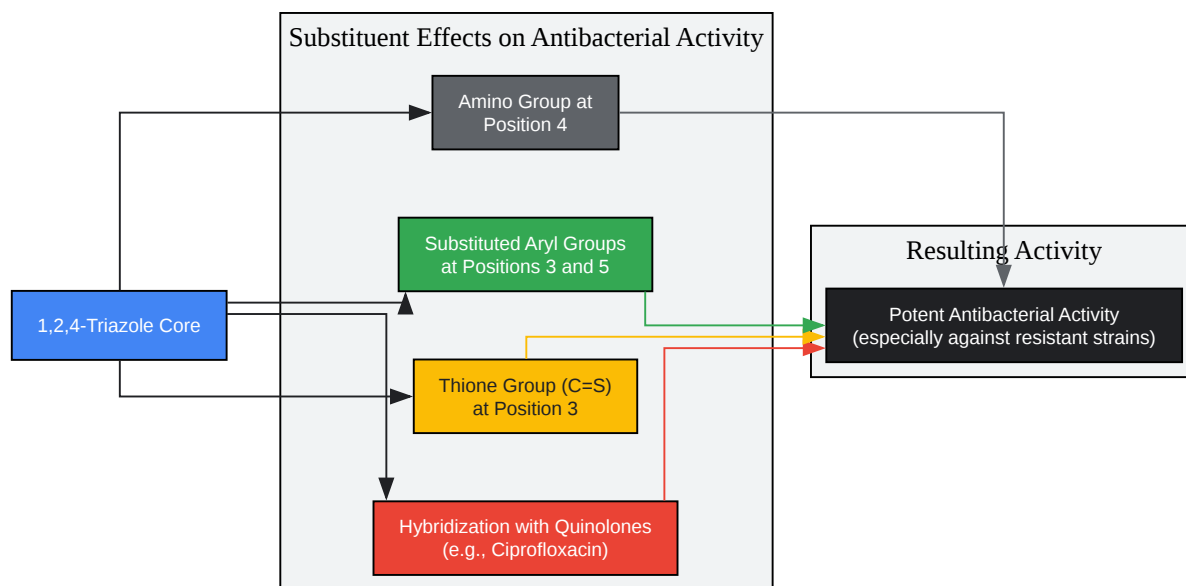 Substituent Effects on Antibacterial Activity
Amino Group at
Position 4
Substituted Aryl Groups
at Positions 3 and 5
1,2,4-Triazole Core
Thione Group (C=S)
at Position 3
Hybridization with Quinolones
(e.g., Ciprofloxacin)
Resulting Activity
Potent Antibacterial Activity
(especially against resistant strains)